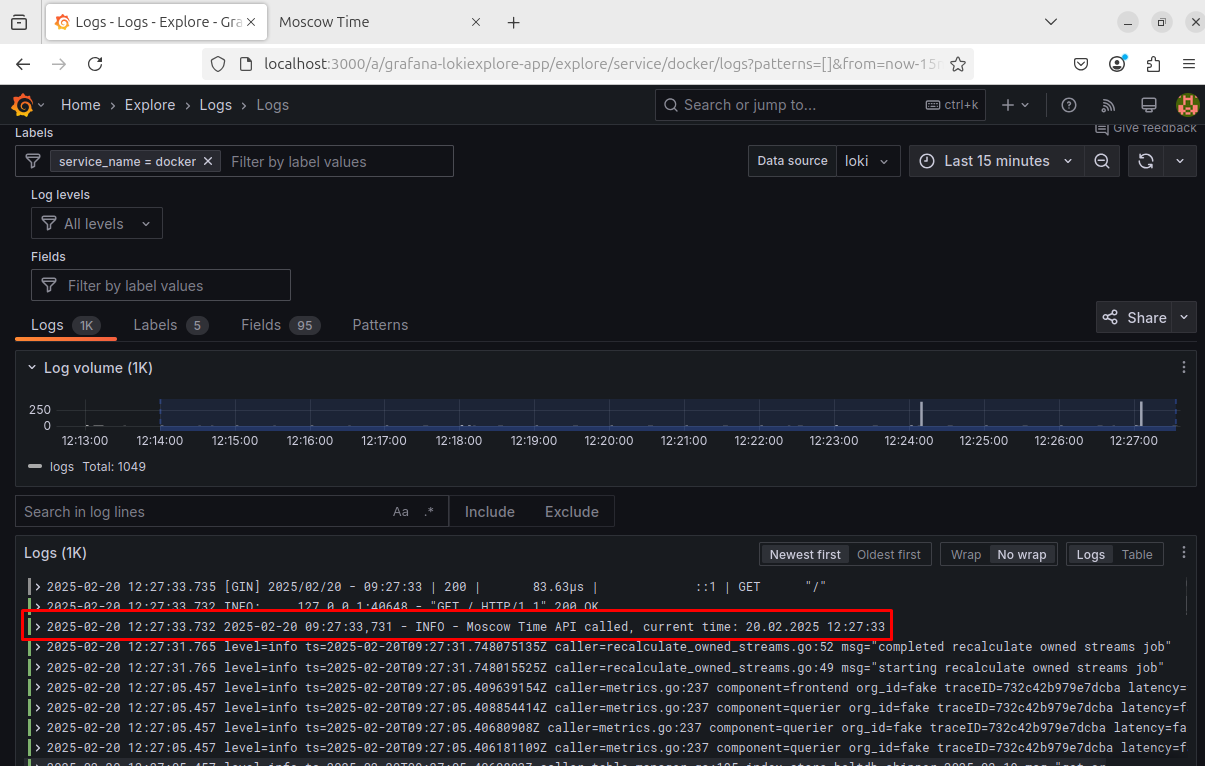 Logs - Logs - Explore - Gra
Moscow Time
localhost:3000/a/grafana-lokiexplore-app/explore/service/docker/logs?patterns=[]&from=now-15
Home › Explore › Logs › Logs
Search or jump to...
ctrl+k
Give feedback
Labels
service_name = docker
Filter by label values
Data source
loki
Last 15 minutes
Log levels
All levels
Fields
Filter by label values
Logs 1K
Labels 5
Fields 95
Patterns
Share
Log volume (1K)
250
0
12:13:00 12:14:00 12:15:00 12:16:00 12:17:00 12:18:00 12:19:00 12:20:00 12:21:00 12:22:00 12:23:00 12:24:00 12:25:00 12:26:00 12:27:00
logs Total: 1049
Search in log lines
Aa .*
Include
Exclude
Logs (1K)
Newest first Oldest first
Wrap No wrap
Logs Table
2025-02-20 12:27:33.735 [GIN] 2025/02/20 - 09:27:33 | 200 | 83.63µs | ::1 | GET "/"
2025-02-20 12:27:33.732 INFO: 127.0.0.1:40648 - "GET / HTTP/1.1" 200 OK
2025-02-20 12:27:33.732 2025-02-20 09:27:33,731 - INFO - Moscow Time API called, current time: 20.02.2025 12:27:33
2025-02-20 12:27:31.765 level=info ts=2025-02-20T09:27:31.748075135Z caller=recalculate_owned_streams.go:52 msg="completed recalculate owned streams job"
2025-02-20 12:27:31.765 level=info ts=2025-02-20T09:27:31.748015525Z caller=recalculate_owned_streams.go:49 msg="starting recalculate owned streams job"
2025-02-20 12:27:05.457 level=info ts=2025-02-20T09:27:05.409639154Z caller=metrics.go:237 component=frontend org_id=fake traceID=732c42b979e7dcba latency=
2025-02-20 12:27:05.457 level=info ts=2025-02-20T09:27:05.408854414Z caller=metrics.go:237 component=querier org_id=fake traceID=732c42b979e7dcba latency=f
2025-02-20 12:27:05.457 level=info ts=2025-02-20T09:27:05.40680908Z caller=metrics.go:237 component=querier org_id=fake traceID=732c42b979e7dcba latency=fa
2025-02-20 12:27:05.457 level=info ts=2025-02-20T09:27:05.406181109Z caller=metrics.go:237 component=querier org_id=fake traceID=732c42b979e7dcba latency=f